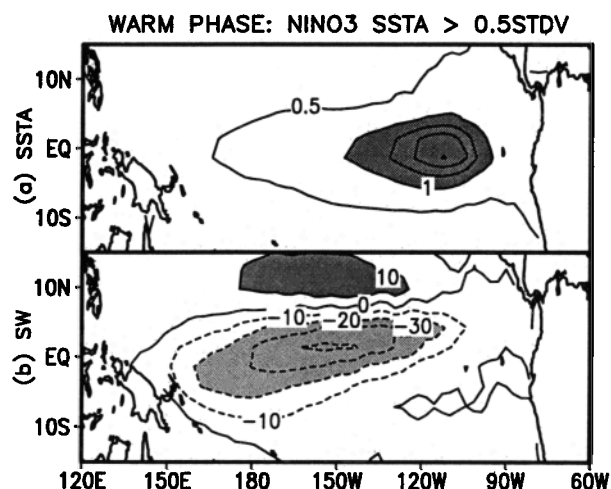 WARM PHASE: NINO3 SSTA > 0.5STDV
(a) SSTA
10N
EQ
10S
0.5
1
(b) SW
10N
EQ
10S
10
0
-10
-20
-30
-10
120E 150E 180 150W 120W 90W 60W